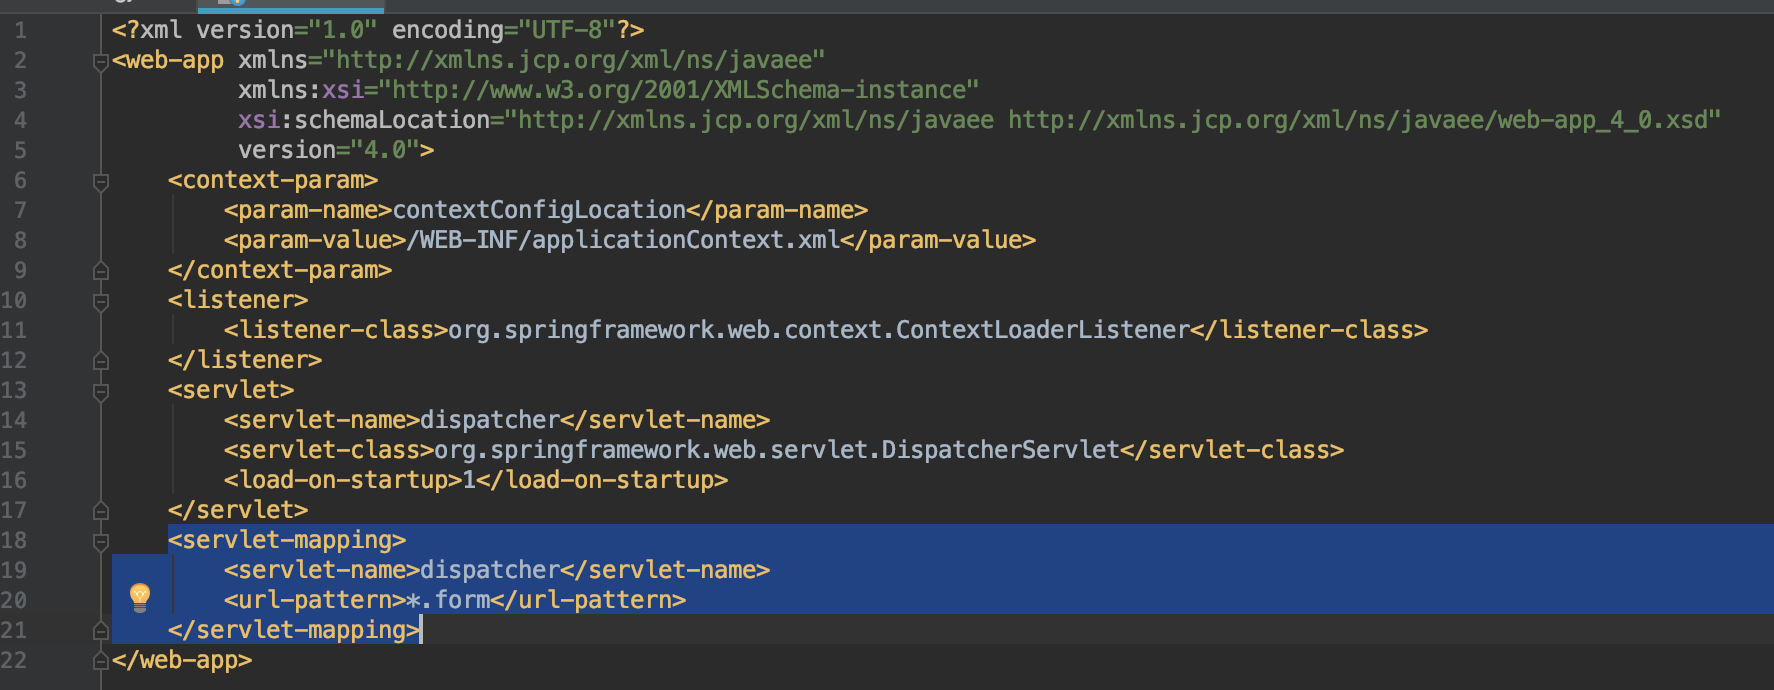 1 <?xml version="1.0" encoding="UTF-8"?>
2 <web-app xmlns="http://xmlns.jcp.org/xml/ns/javaee"
3 xmlns:xsi="http://www.w3.org/2001/XMLSchema-instance"
4 xsi:schemaLocation="http://xmlns.jcp.org/xml/ns/javaee http://xmlns.jcp.org/xml/ns/javaee/web-app_4_0.xsd"
5 version="4.0">
6 <context-param>
7 <param-name>contextConfigLocation</param-name>
8 <param-value>/WEB-INF/applicationContext.xml</param-value>
9 </context-param>
10 <listener>
11 <listener-class>org.springframework.web.context.ContextLoaderListener</listener-class>
12 </listener>
13 <servlet>
14 <servlet-name>dispatcher</servlet-name>
15 <servlet-class>org.springframework.web.servlet.DispatcherServlet</servlet-class>
16 <load-on-startup>1</load-on-startup>
17 </servlet>
18 <servlet-mapping>
19 <servlet-name>dispatcher</servlet-name>
20 <url-pattern>*.form</url-pattern>
21 </servlet-mapping>
22 </web-app>